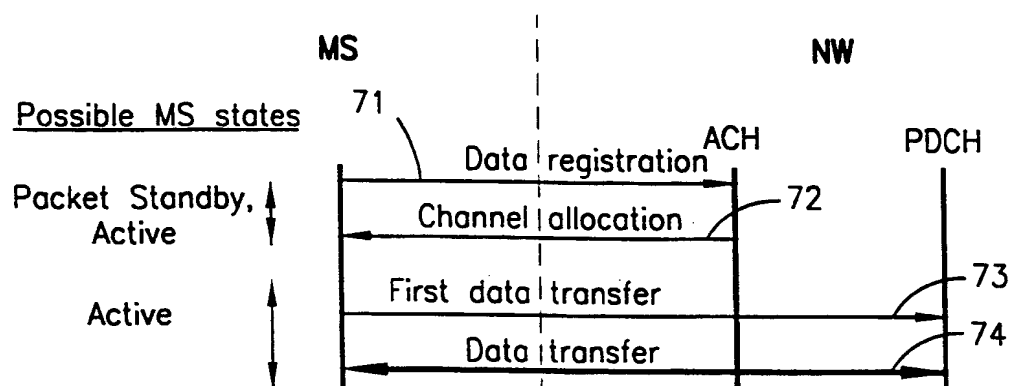 MS
NW
Possible MS states
71
ACH
PDCH
Data registration
Packet Standby,
Active
72
Channel allocation
73
First data transfer
Active
74
Data transfer